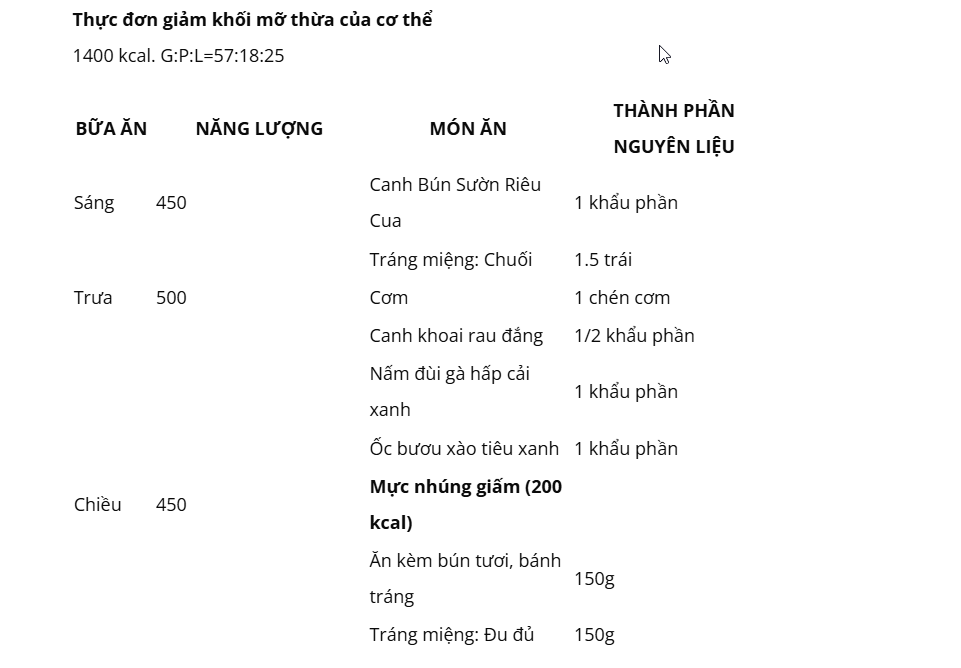 Thực đơn giảm khối mỡ thừa của cơ thể
1400 kcal. G:P:L=57:18:25
BỮA ĂN NĂNG LƯỢNG MÓN ĂN THÀNH PHẦN
NGUYÊN LIỆU
Sáng 450 Canh Bún Sườn Riêu
Cua 1 khẩu phần
Tráng miệng: Chuối 1.5 trái
Trưa 500 Cơm 1 chén cơm
Canh khoai rau đắng 1/2 khẩu phần
Nấm đùi gà hấp cải
xanh 1 khẩu phần
Ốc bươu xào tiêu xanh 1 khẩu phần
Chiều 450 Mực nhúng giấm (200
kcal)
Ăn kèm bún tươi, bánh
tráng 150g
Tráng miệng: Đu đủ 150g